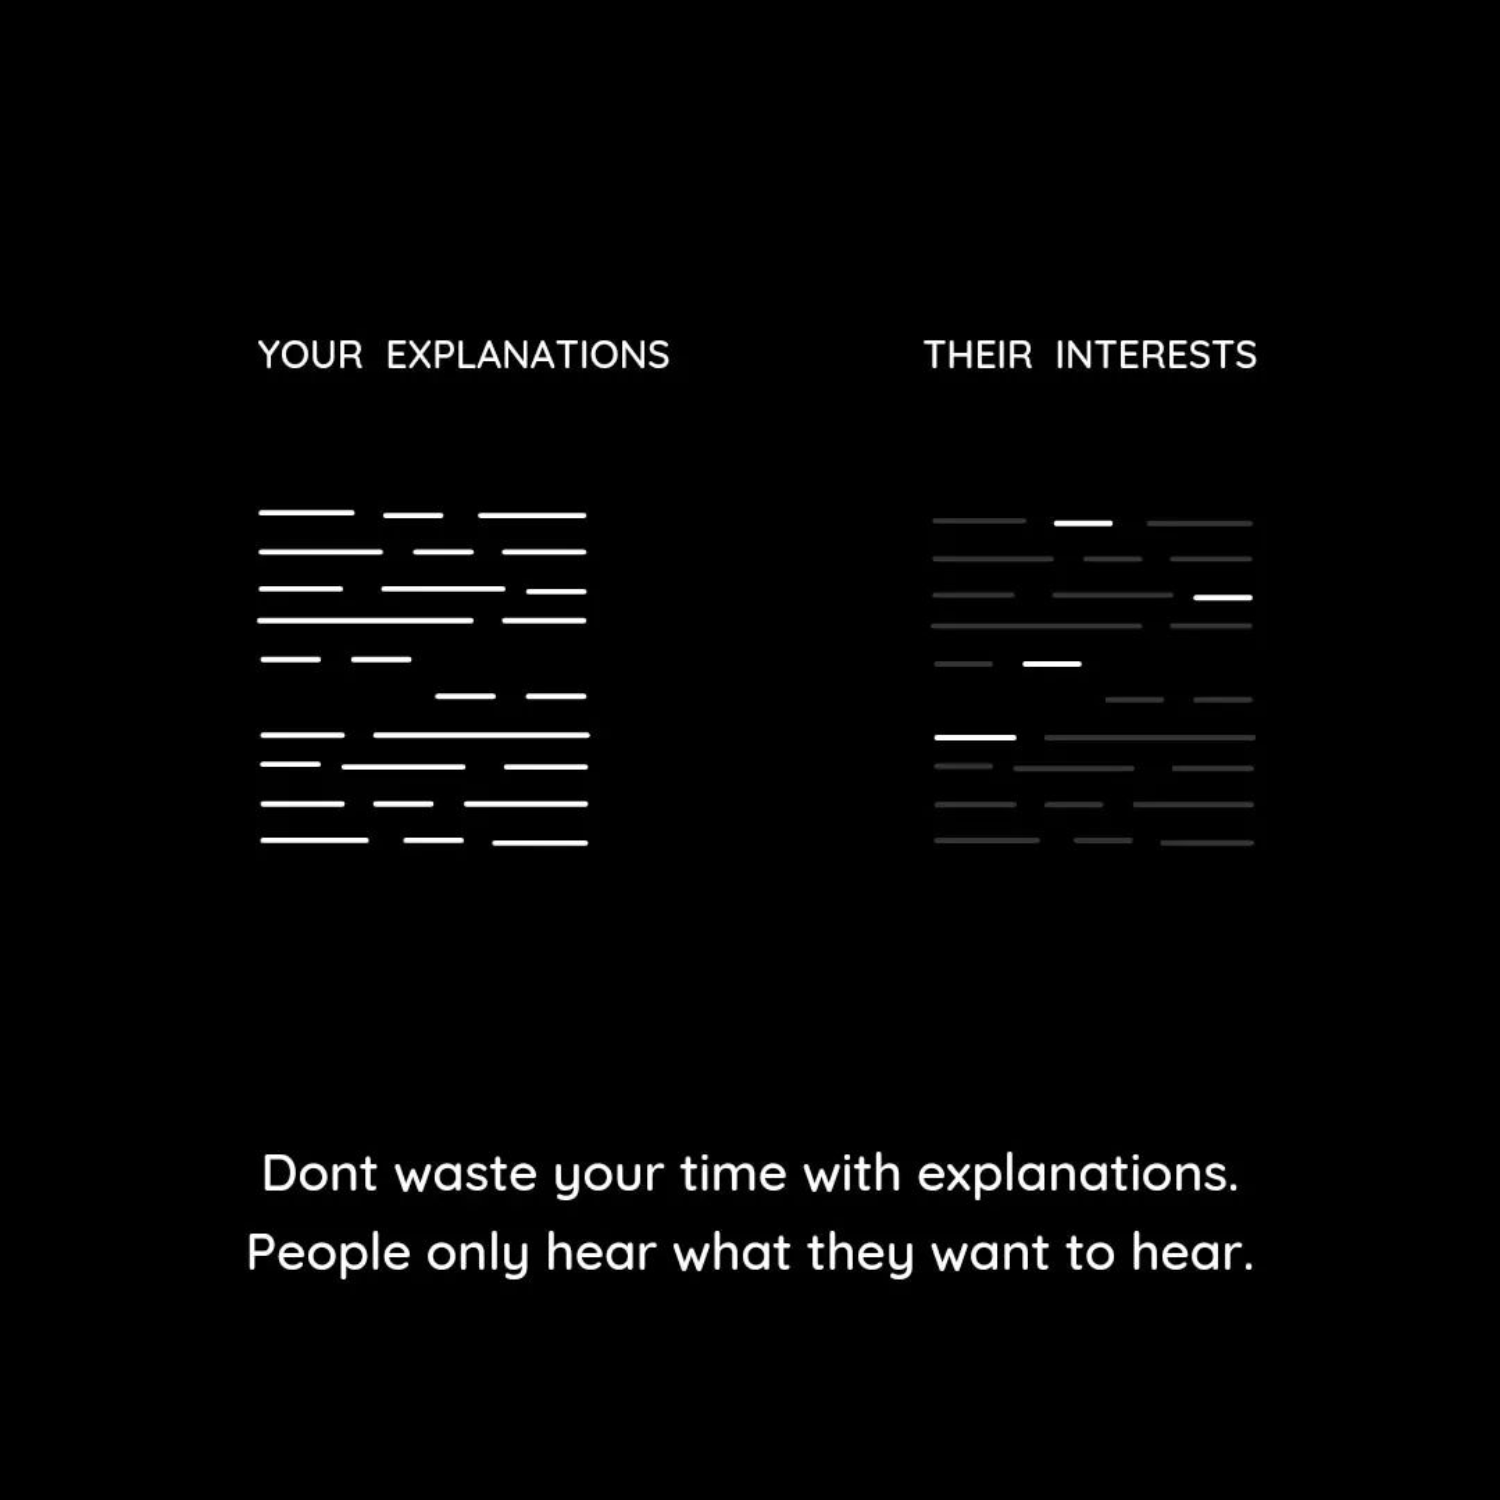 YOUR EXPLANATIONS
THEIR INTERESTS
Dont waste your time with explanations.
People only hear what they want to hear.